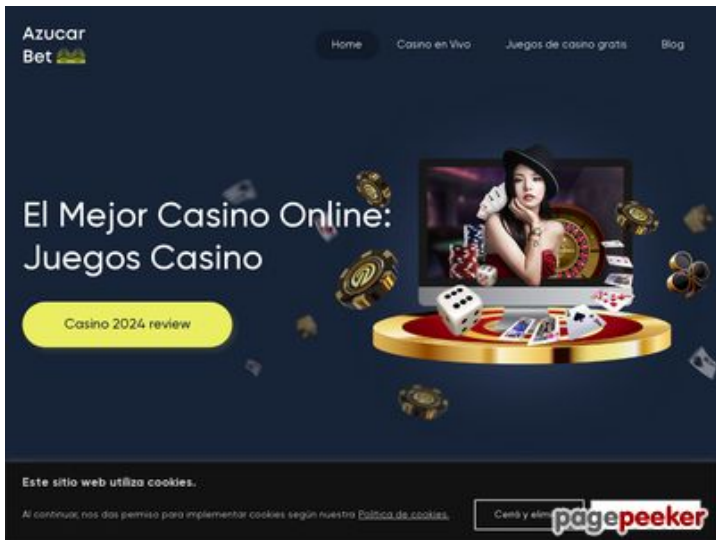 Azucar
Bet
Home Casino en Vivo Juegos de casino gratis Blog
El Mejor Casino Online:
Juegos Casino
Casino 2024 review
Este sitio web utiliza cookies.
Al continuar, nos das permiso para implementar cookies según nuestra Política de cookies.
Cerrá y
pagepeeker